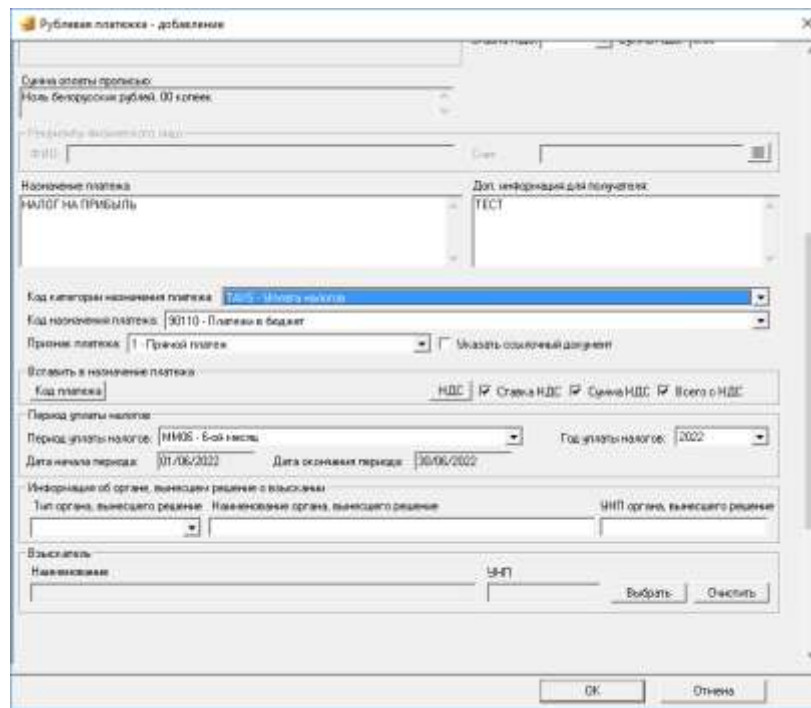 Рублевая платежка - добавление
Сумма оплаты прописью:
Ноль белорусских рублей, 00 копеек
ФИО:
Счет
Назначение платежа
Доп. информация для получателя:
НАЛОГ НА ПРИБЫЛЬ
ТЕСТ
Код категории назначения платежа: TAXS - Уплата налогов
Код назначения платежа: 90110 - Платежи в бюджет
Признак платежа: 1 - Прямой платеж Указать ссылочный документ
Вставить в назначение платежа
Код платежа НДС Ставка НДС Сумма НДС Всего с НДС
Период уплаты налогов
Период уплаты налогов: MM06 - 6-ой месяц Год уплаты налогов: 2022
Дата начала периода: 01/06/2022 Дата окончания периода: 30/06/2022
Информация об органе, вынесшем решение о взыскании
Тип органа, вынесшего решение Наименование органа, вынесшего решение УНП органа, вынесшего решение
Взыскатель
Наименование УНП
Выбрать Очистить
OK Отмена